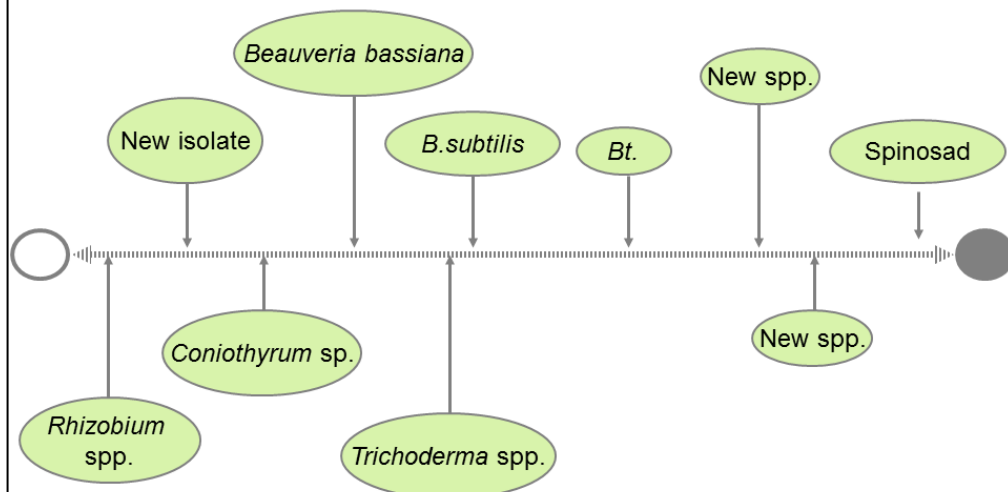 Beauveria bassiana
New spp.
New isolate
B.subtilis
Bt.
Spinosad
Coniothyrum sp.
New spp.
Rhizobium
spp.
Trichoderma spp.